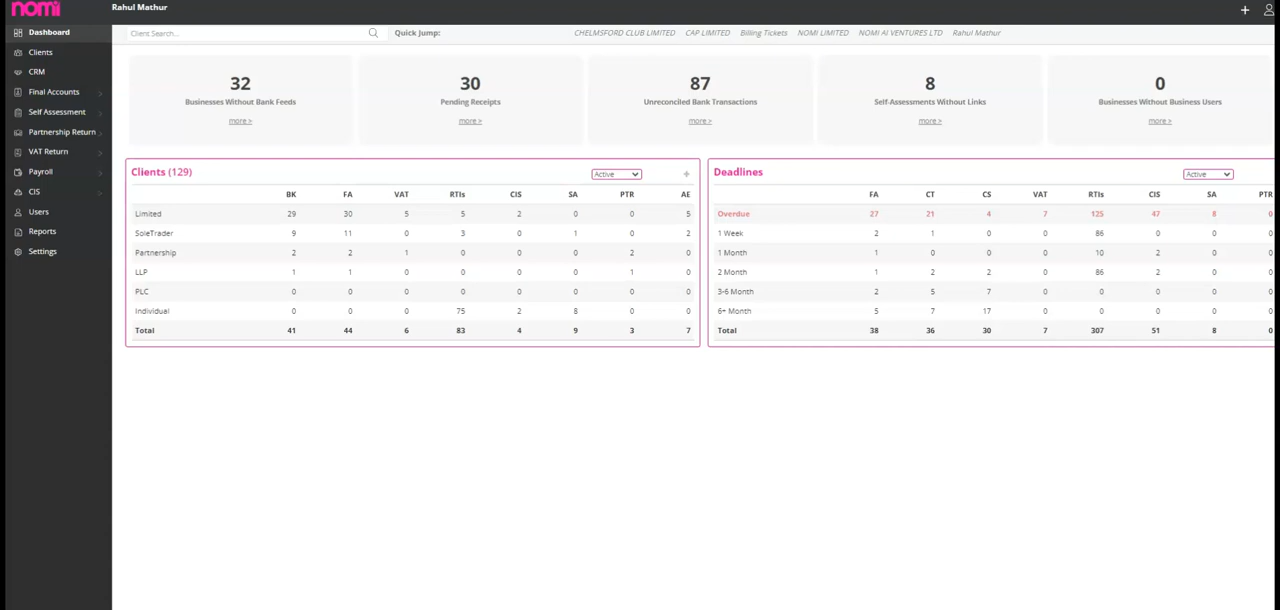 nomi
Rahul Mathur
Dashboard
Clients
CRM
Final Accounts
Self Assessment
Partnership Return
VAT Return
Payroll
CIS
Users
Reports
Settings
Client Search...
Quick Jump: CHELMSFORD CLUB LIMITED CAP LIMITED Billing Tickets NOMI LIMITED NOMI AI VENTURES LTD Rahul Mathur
32
Businesses Without Bank Feeds
more >
30
Pending Receipts
more >
87
Unreconciled Bank Transactions
more >
8
Self-Assessments Without Links
more >
0
Businesses Without Business Users
more >
Clients (129) Active +
BK FA VAT RTIs CIS SA PTR AE
Limited 29 30 5 5 2 0 0 5
SoleTrader 9 11 0 3 0 1 0 2
Partnership 2 2 1 0 0 0 2 0
LLP 1 1 0 0 0 0 1 0
PLC 0 0 0 0 0 0 0 0
Individual 0 0 0 75 2 8 0 0
Total 41 44 6 83 4 9 3 7
Deadlines Active
FA CT CS VAT RTIs CIS SA PTR
Overdue 27 21 4 7 125 47 8 0
1 Week 2 1 0 0 86 0 0 0
1 Month 1 0 0 0 10 2 0 0
2 Month 1 2 2 0 86 2 0 0
3-6 Month 2 5 7 0 0 0 0 0
6+ Month 5 7 17 0 0 0 0 0
Total 38 36 30 7 307 51 8 0